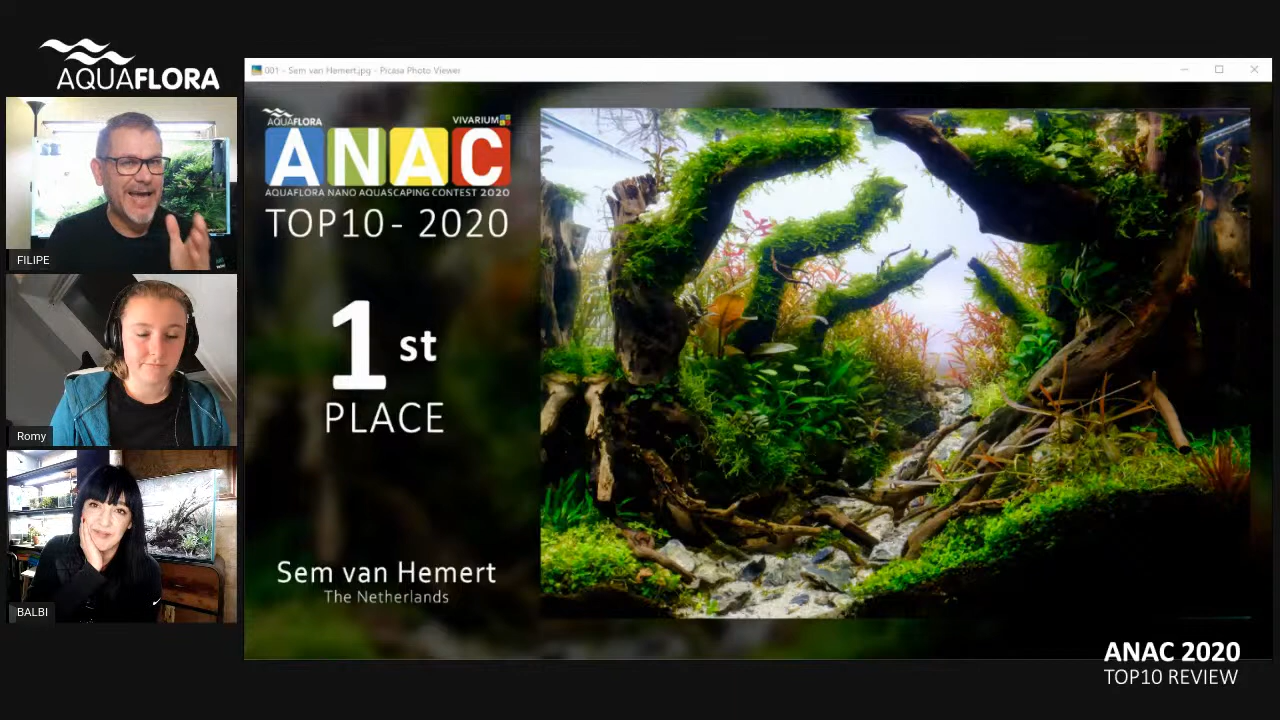 AQUAFLORA
001 - Sem van Hemert.jpg - Picasa Photo Viewer
AQUAFLORA
VIVARIUM
ANAC
AQUAFLORA NANO AQUASCAPING CONTEST 2020
TOP10 - 2020
1st
PLACE
Sem van Hemert
The Netherlands
FILIPE
Romy
BALBI
ANAC 2020
TOP10 REVIEW